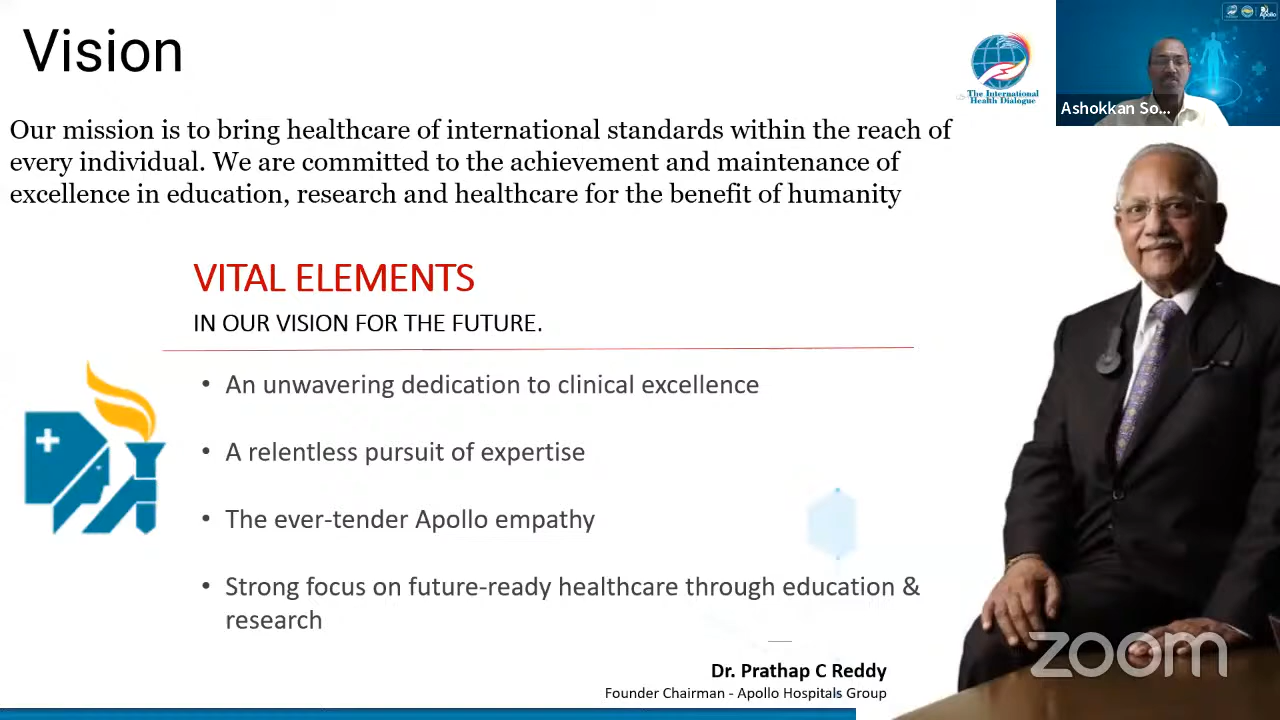 Vision
The International
Health Dialogue
Apollo
Ashokkan So...
Our mission is to bring healthcare of international standards within the reach of
every individual. We are committed to the achievement and maintenance of
excellence in education, research and healthcare for the benefit of humanity
VITAL ELEMENTS
IN OUR VISION FOR THE FUTURE.
• An unwavering dedication to clinical excellence
• A relentless pursuit of expertise
• The ever-tender Apollo empathy
• Strong focus on future-ready healthcare through education &
research
Dr. Prathap C Reddy
Founder Chairman - Apollo Hospitals Group
zoom